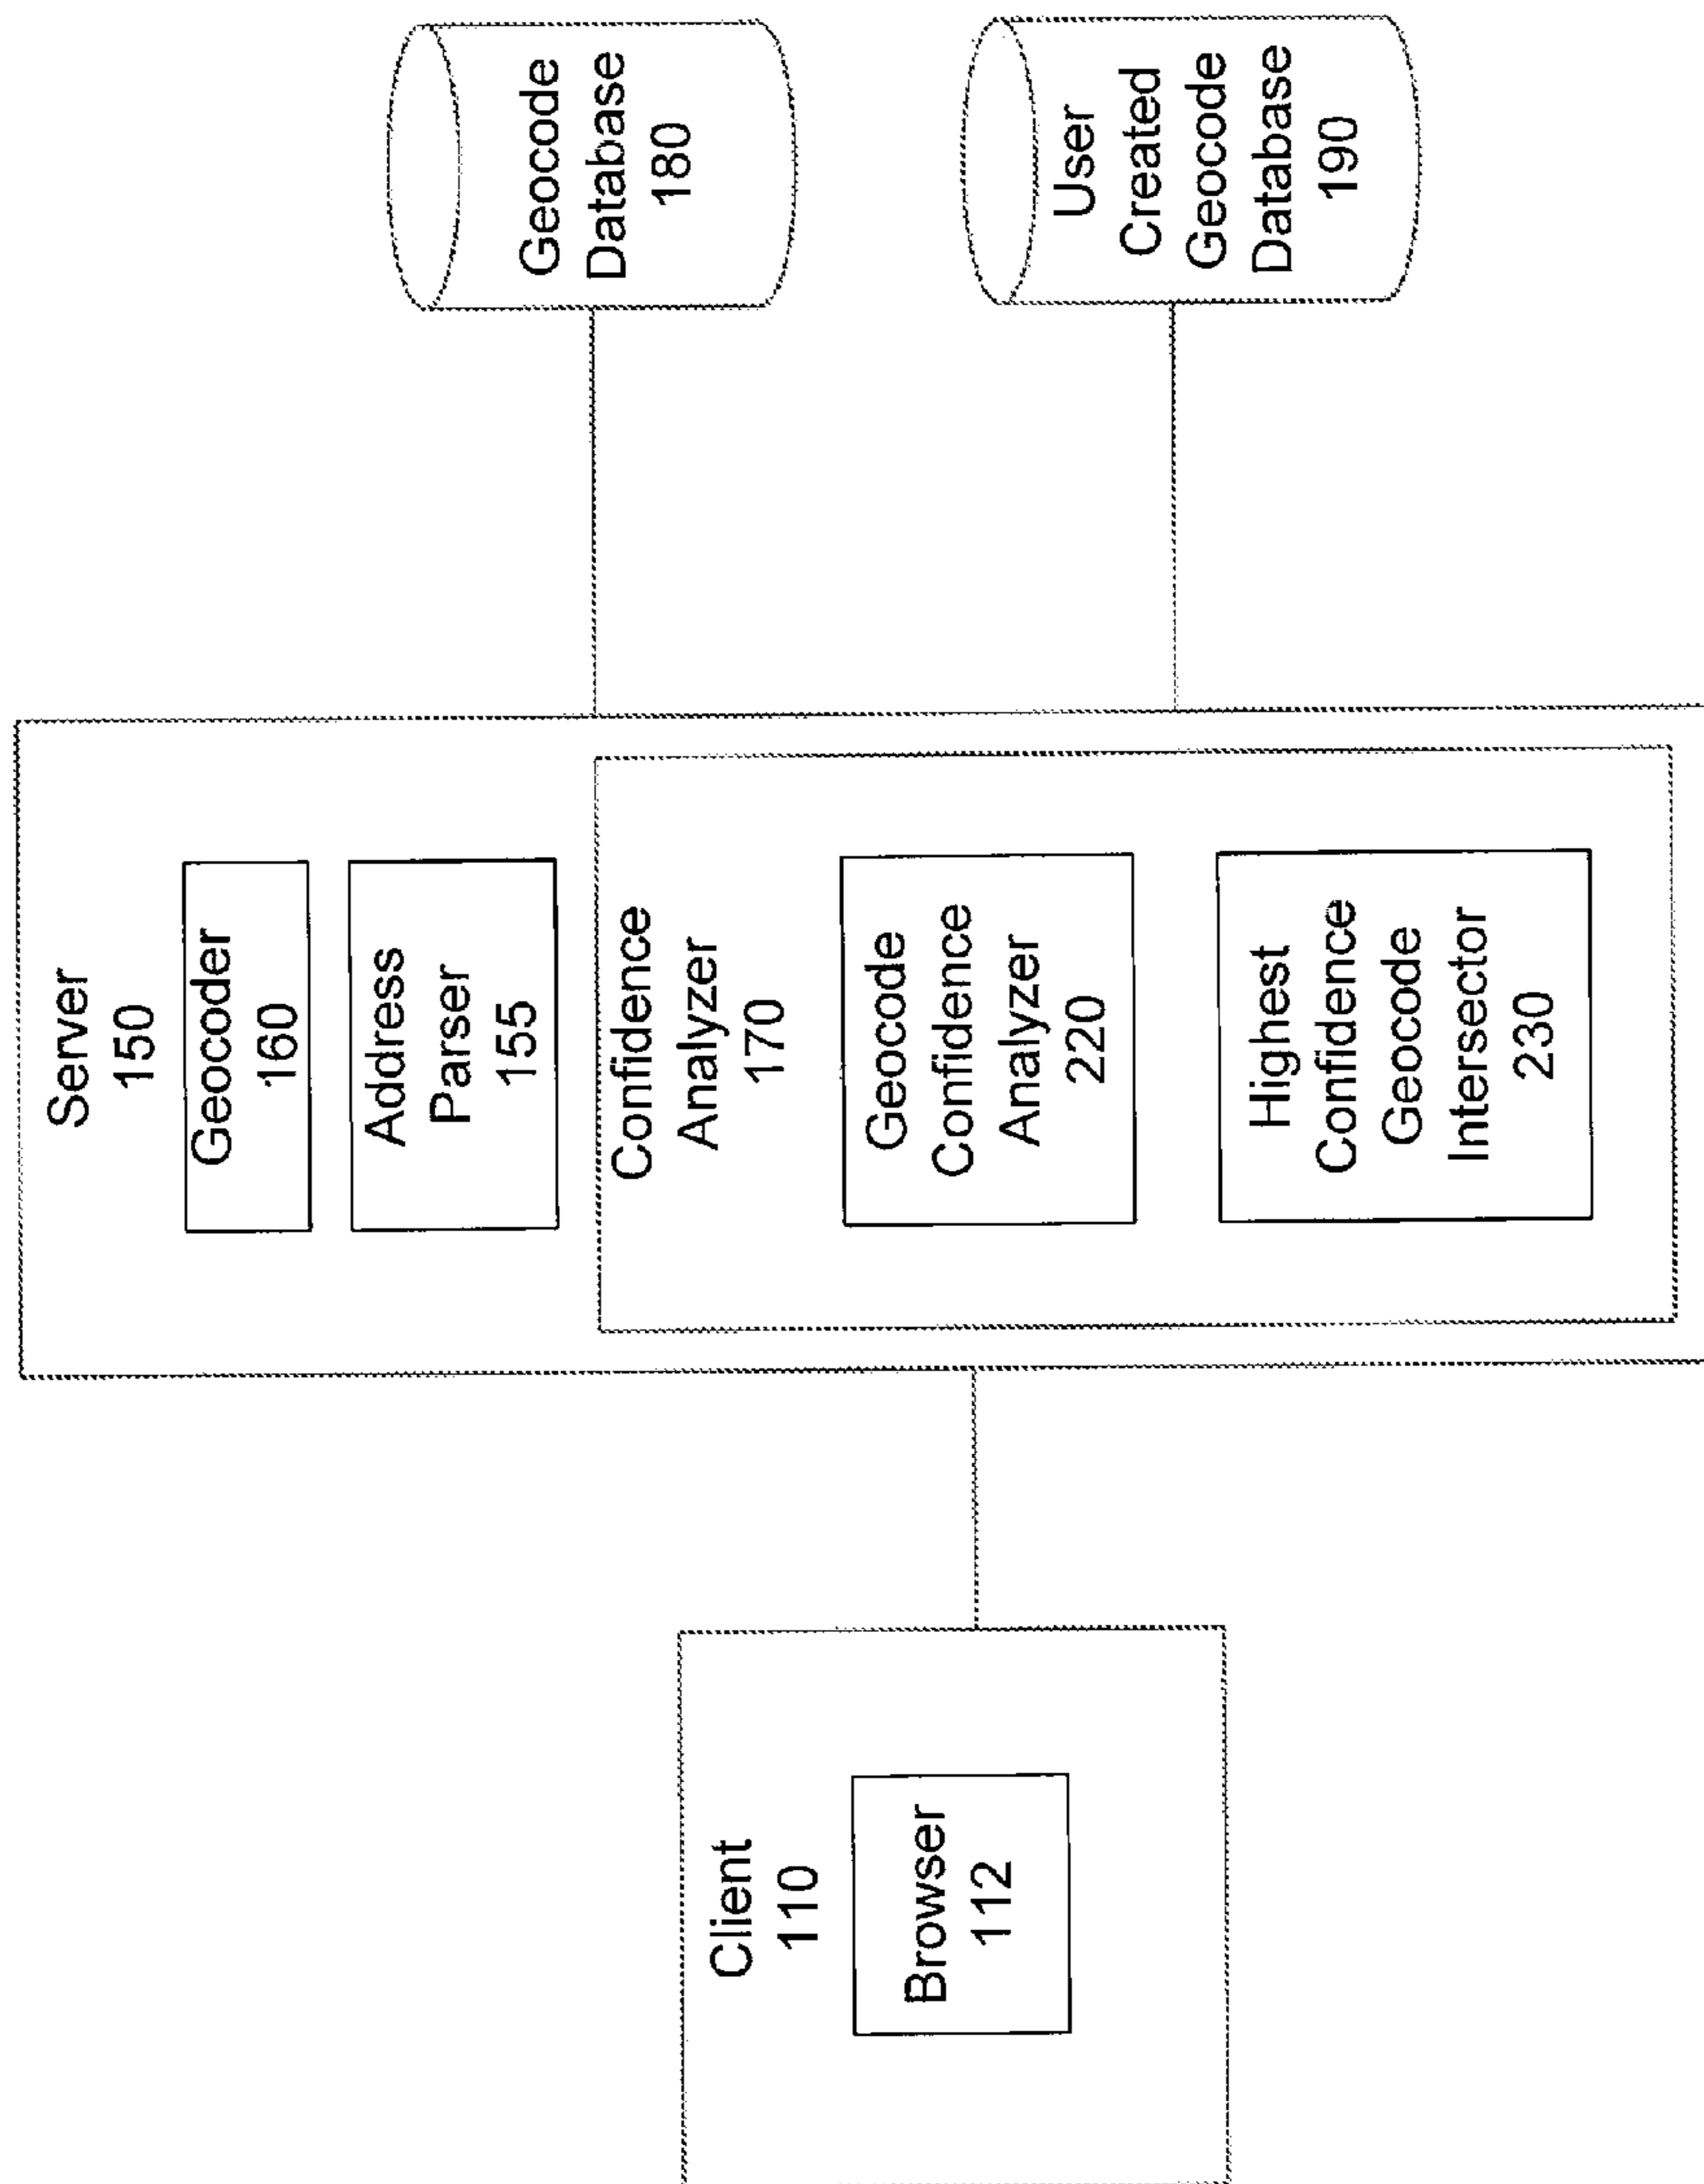 Client
110
Browser
112
Server
150
Geocoder
160
Address
Parser
155
Confidence
Analyzer
170
Geocode
Confidence
Analyzer
220
Highest
Confidence
Geocode
Intersector
230
Geocode
Database
180
User
Created
Geocode
Database
190